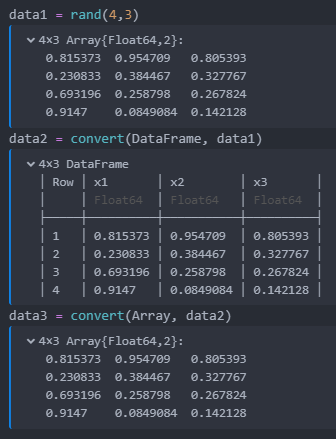 data1 = rand(4,3)
4×3 Array{Float64,2}:
0.815373 0.954709 0.805393
0.230833 0.384467 0.327767
0.693196 0.258798 0.267824
0.9147 0.0849084 0.142128
data2 = convert(DataFrame, data1)
4×3 DataFrame
│ Row │ x1 │ x2 │ x3 │
│ │ Float64 │ Float64 │ Float64 │
├─────┼──────────┼───────────┼──────────┤
│ 1 │ 0.815373 │ 0.954709 │ 0.805393 │
│ 2 │ 0.230833 │ 0.384467 │ 0.327767 │
│ 3 │ 0.693196 │ 0.258798 │ 0.267824 │
│ 4 │ 0.9147 │ 0.0849084 │ 0.142128 │
data3 = convert(Array, data2)
4×3 Array{Float64,2}:
0.815373 0.954709 0.805393
0.230833 0.384467 0.327767
0.693196 0.258798 0.267824
0.9147 0.0849084 0.142128